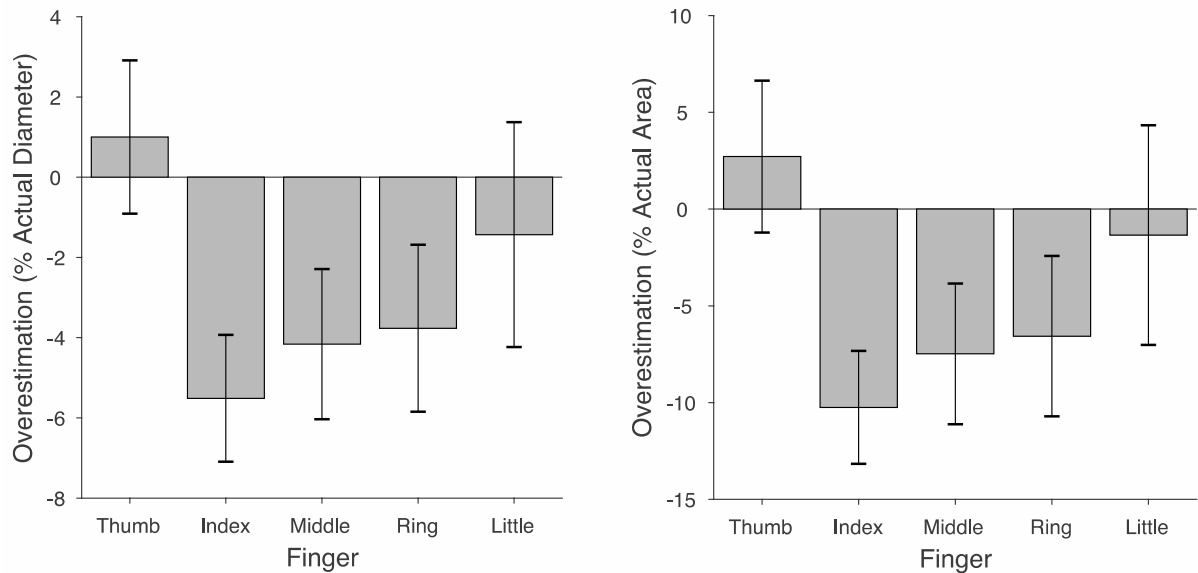 Overestimation (% Actual Diameter)
4
2
0
-2
-4
-6
-8
Thumb Index Middle Ring Little
Finger
Overestimation (% Actual Area)
10
5
0
-5
-10
-15
Thumb Index Middle Ring Little
Finger